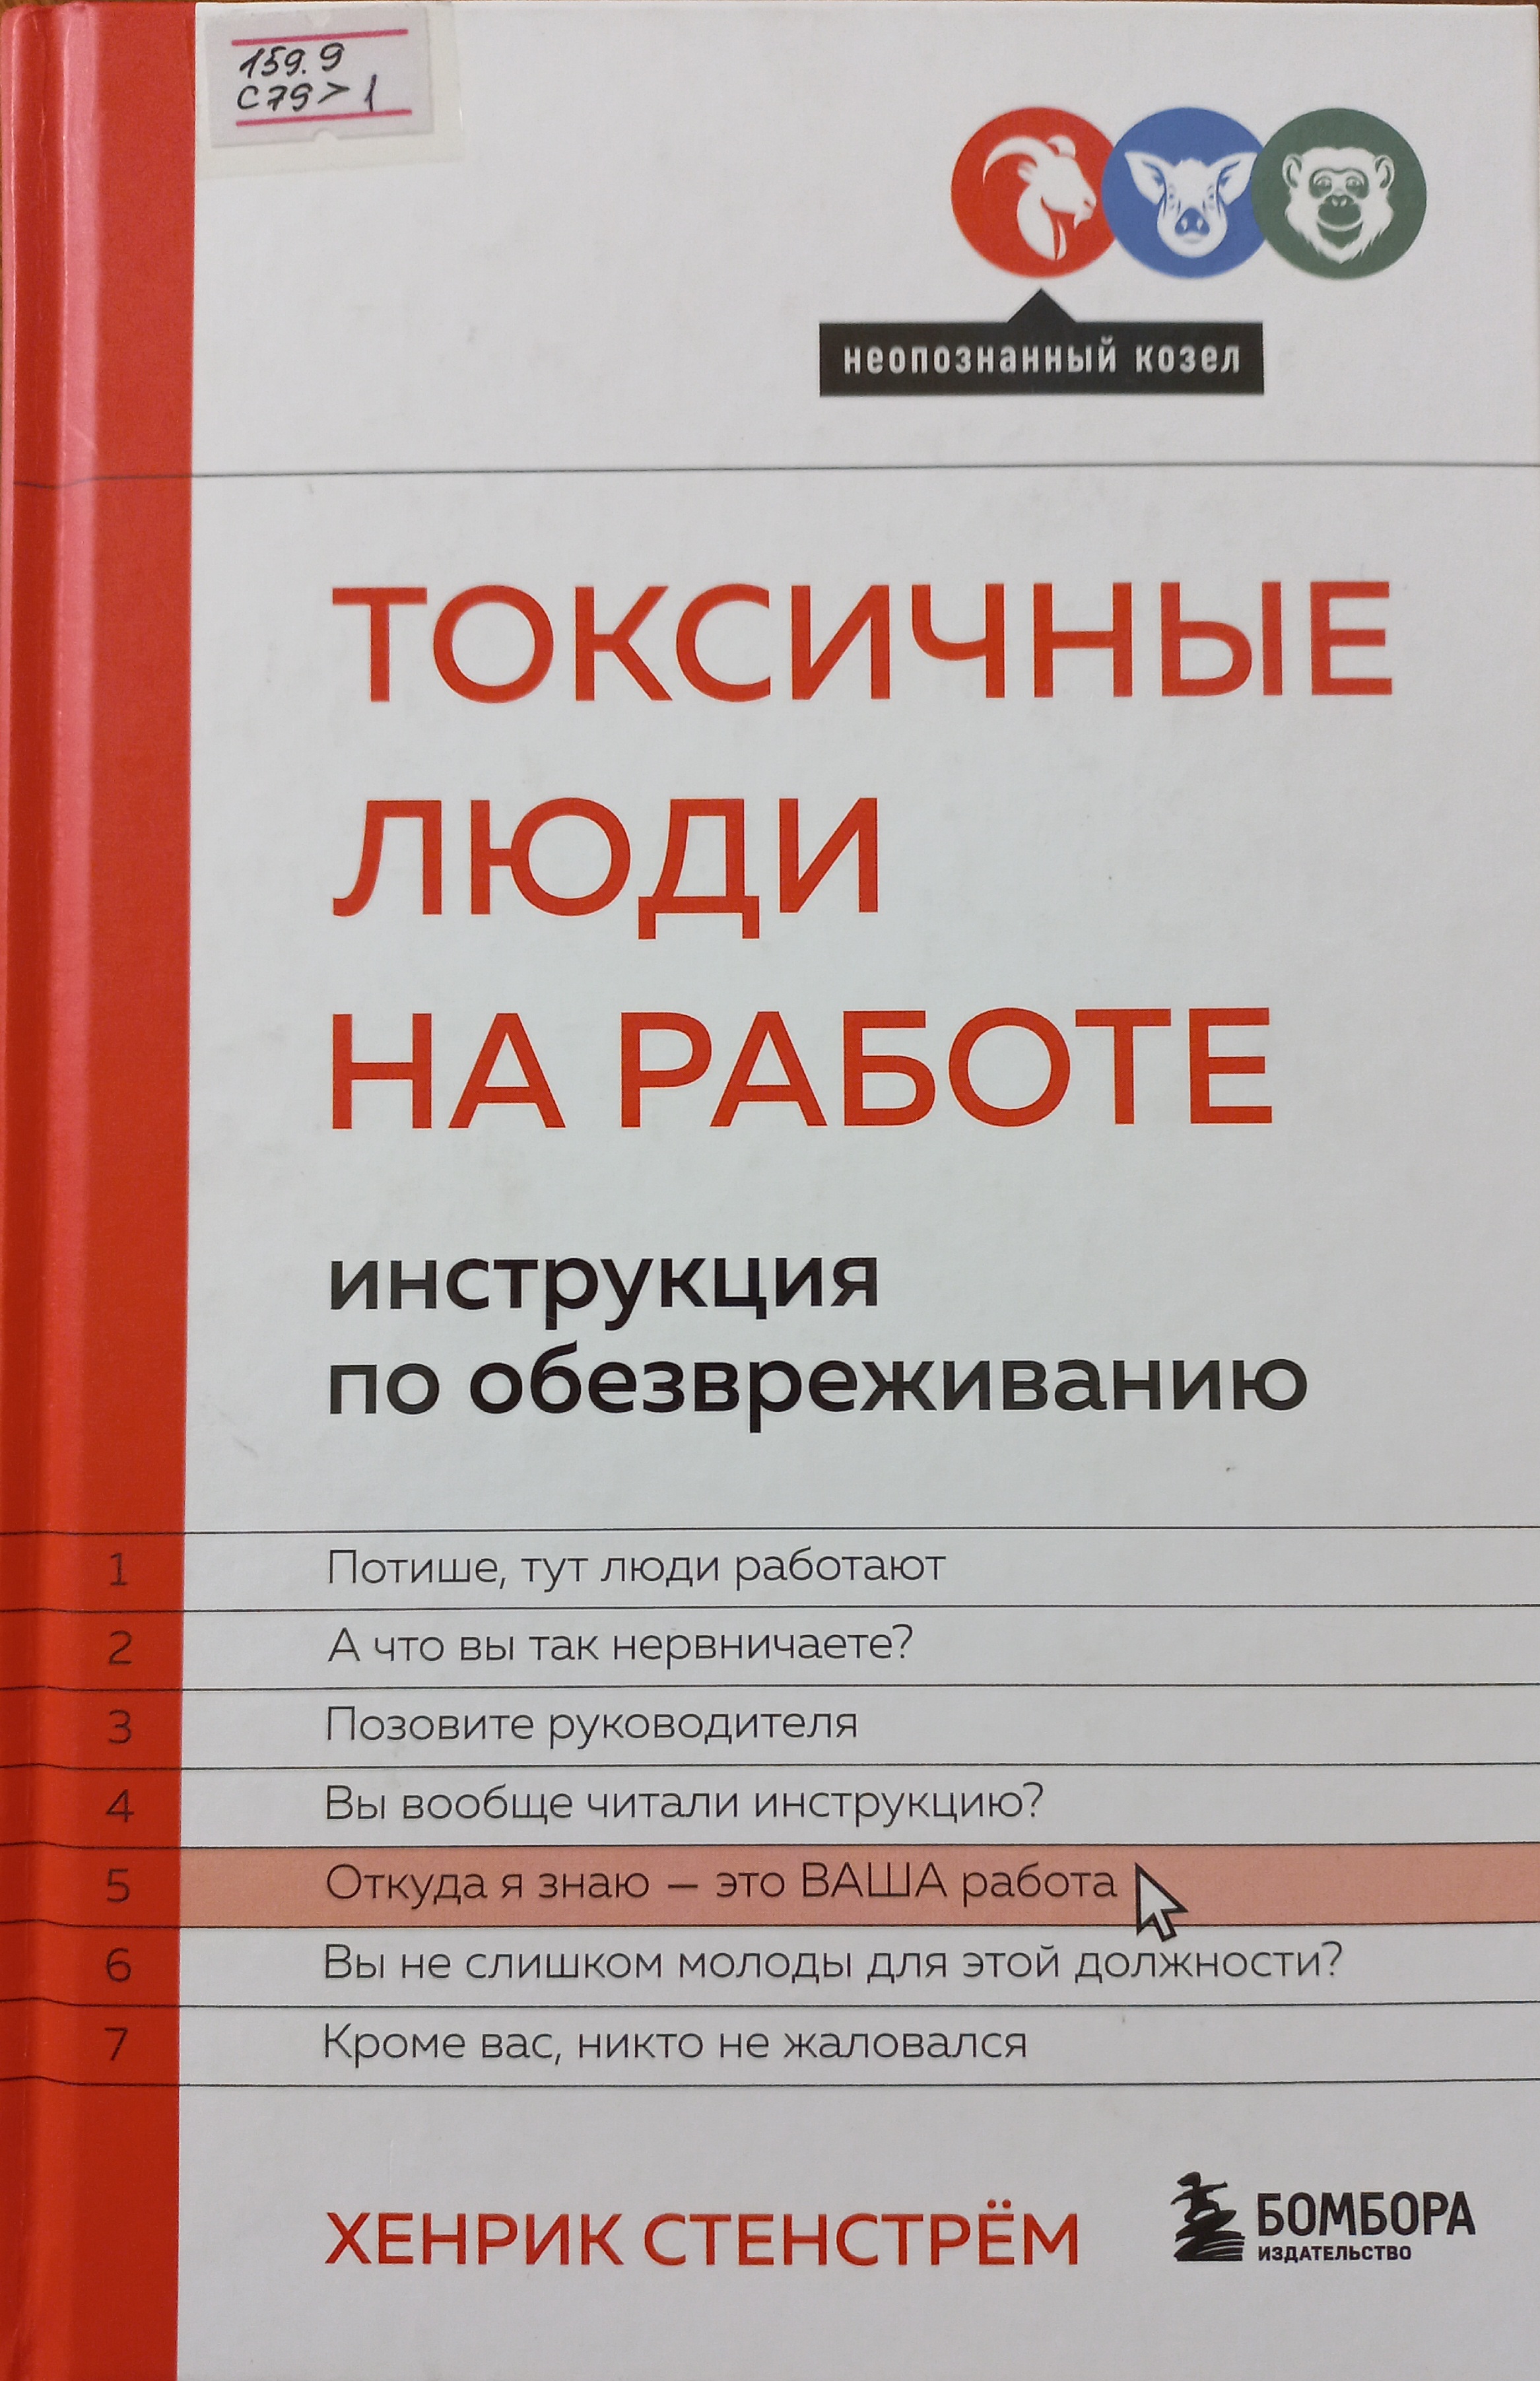 159.9
С79> 1
неопознанный козел
ТОКСИЧНЫЕ
ЛЮДИ
НА РАБОТЕ
инструкция
по обезвреживанию
1 Потише, тут люди работают
2 А что вы так нервничаете?
3 Позовите руководителя
4 Вы вообще читали инструкцию?
5 Откуда я знаю — это ВАША работа
6 Вы не слишком молоды для этой должности?
7 Кроме вас, никто не жаловался
ХЕНРИК СТЕНСТРЁМ
БОМБОРА
ИЗДАТЕЛЬСТВО